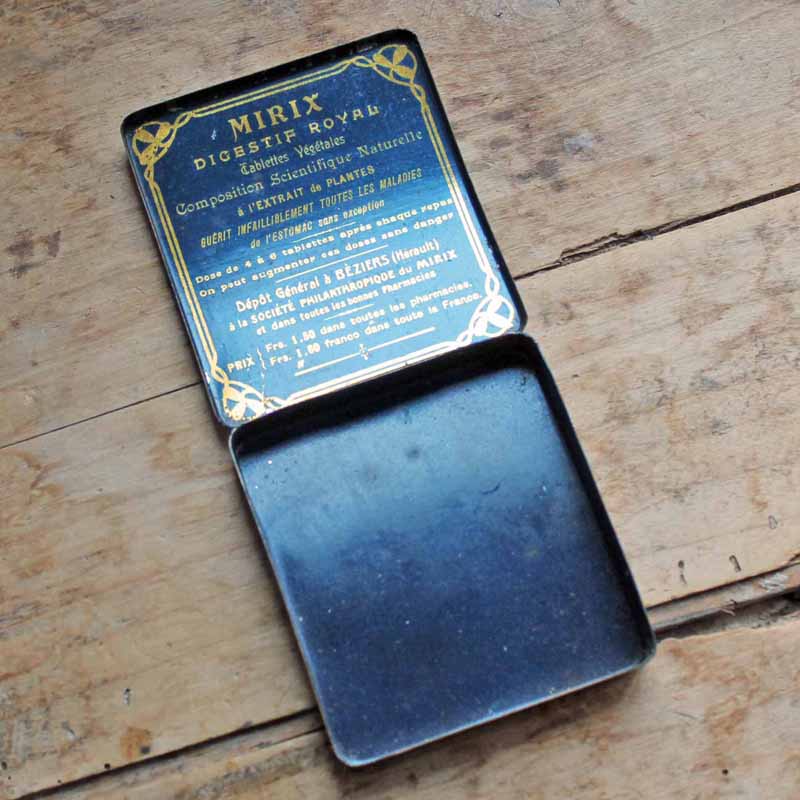 MIRIX
DIGESTIF ROYAL
Tablettes Végétales
Composition Scientifique Naturelle
à l'EXTRAIT de PLANTES
GUÉRIT INFAILLIBLEMENT TOUTES LES MALADIES
de l'ESTOMAC sans exception
Dose de 4 à 6 tablettes après chaque repas
On peut augmenter ces doses sans danger
Dépôt Général à BÉZIERS (Hérault)
à la SOCIÉTÉ PHILANTHROPIQUE du MIRIX
et dans toutes les bonnes Pharmacies
PRIX { Frs. 1,50 dans toutes les pharmacies.
Frs. 1,60 franco dans toute la France.